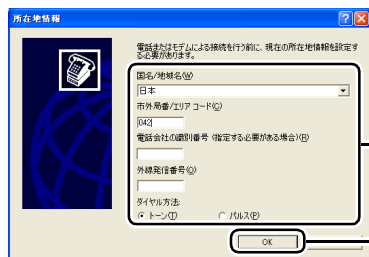 所在地情報
電話またはモデムによる接続を行う前に、現在の所在地情報を設定す
る必要があります。
国名/地域名(W)
日本
市外局番/エリア コード(C)
042
電話会社の識別番号 (指定する必要がある場合)(R)
外線発信番号(O)
ダイヤル方法:
トーン(T) パルス(P)
OK